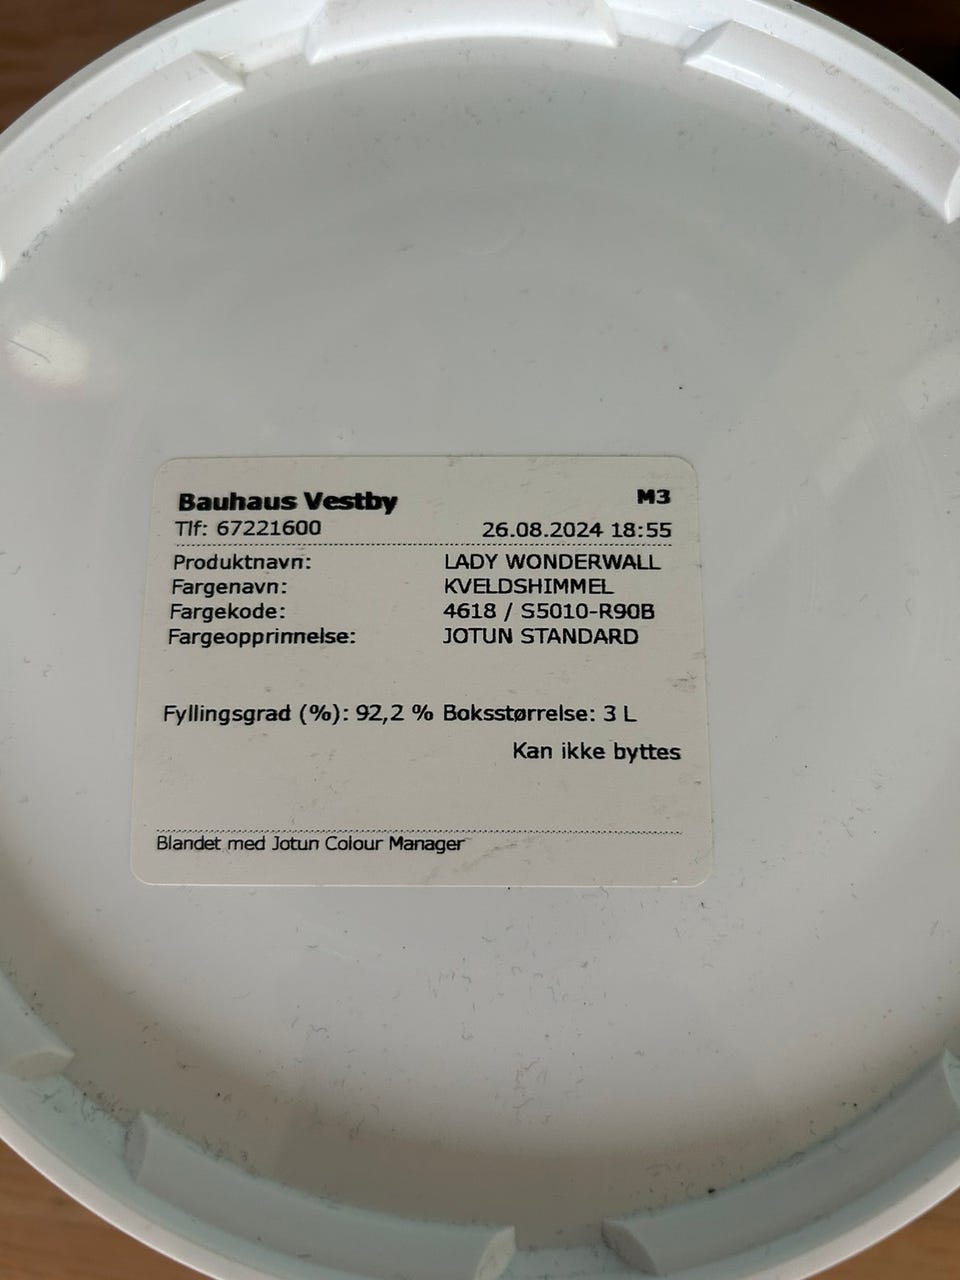 Bauhaus Vestby M3
Tlf: 67221600 26.08.2024 18:55
Produktnavn: LADY WONDERWALL
Fargenavn: KVELDSHIMMEL
Fargekode: 4618 / S5010-R90B
Fargeopprinnelse: JOTUN STANDARD
Fyllingsgrad (%): 92,2 % Boksstørrelse: 3 L
Kan ikke byttes
Blandet med Jotun Colour Manager